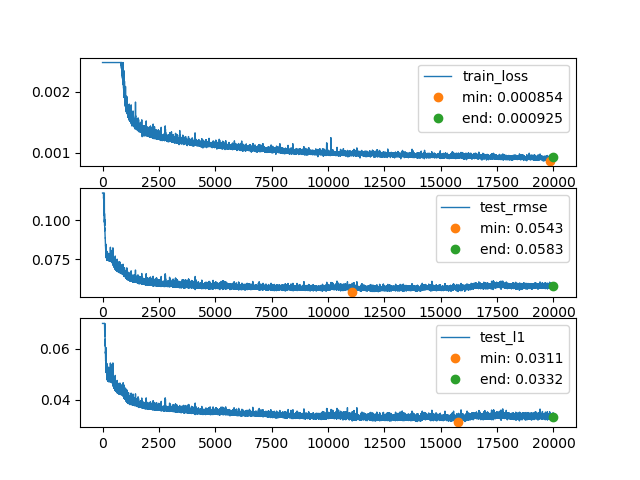 train_loss
min: 0.000854
end: 0.000925
0.002
0.001
0 2500 5000 7500 10000 12500 15000 17500 20000
test_rmse
min: 0.0543
end: 0.0583
0.100
0.075
0 2500 5000 7500 10000 12500 15000 17500 20000
test_l1
min: 0.0311
end: 0.0332
0.06
0.04
0 2500 5000 7500 10000 12500 15000 17500 20000